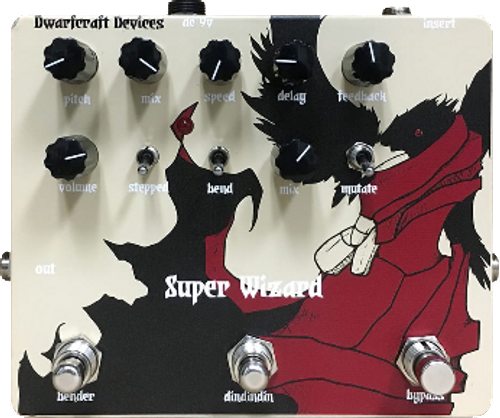 Dwarfcraft Devices
dc 9v
insert
pitch
mix
speed
delay
feedback
volume
stepped
bend
mix
mutate
out
Super Wizard
bender
dindindin
bypass